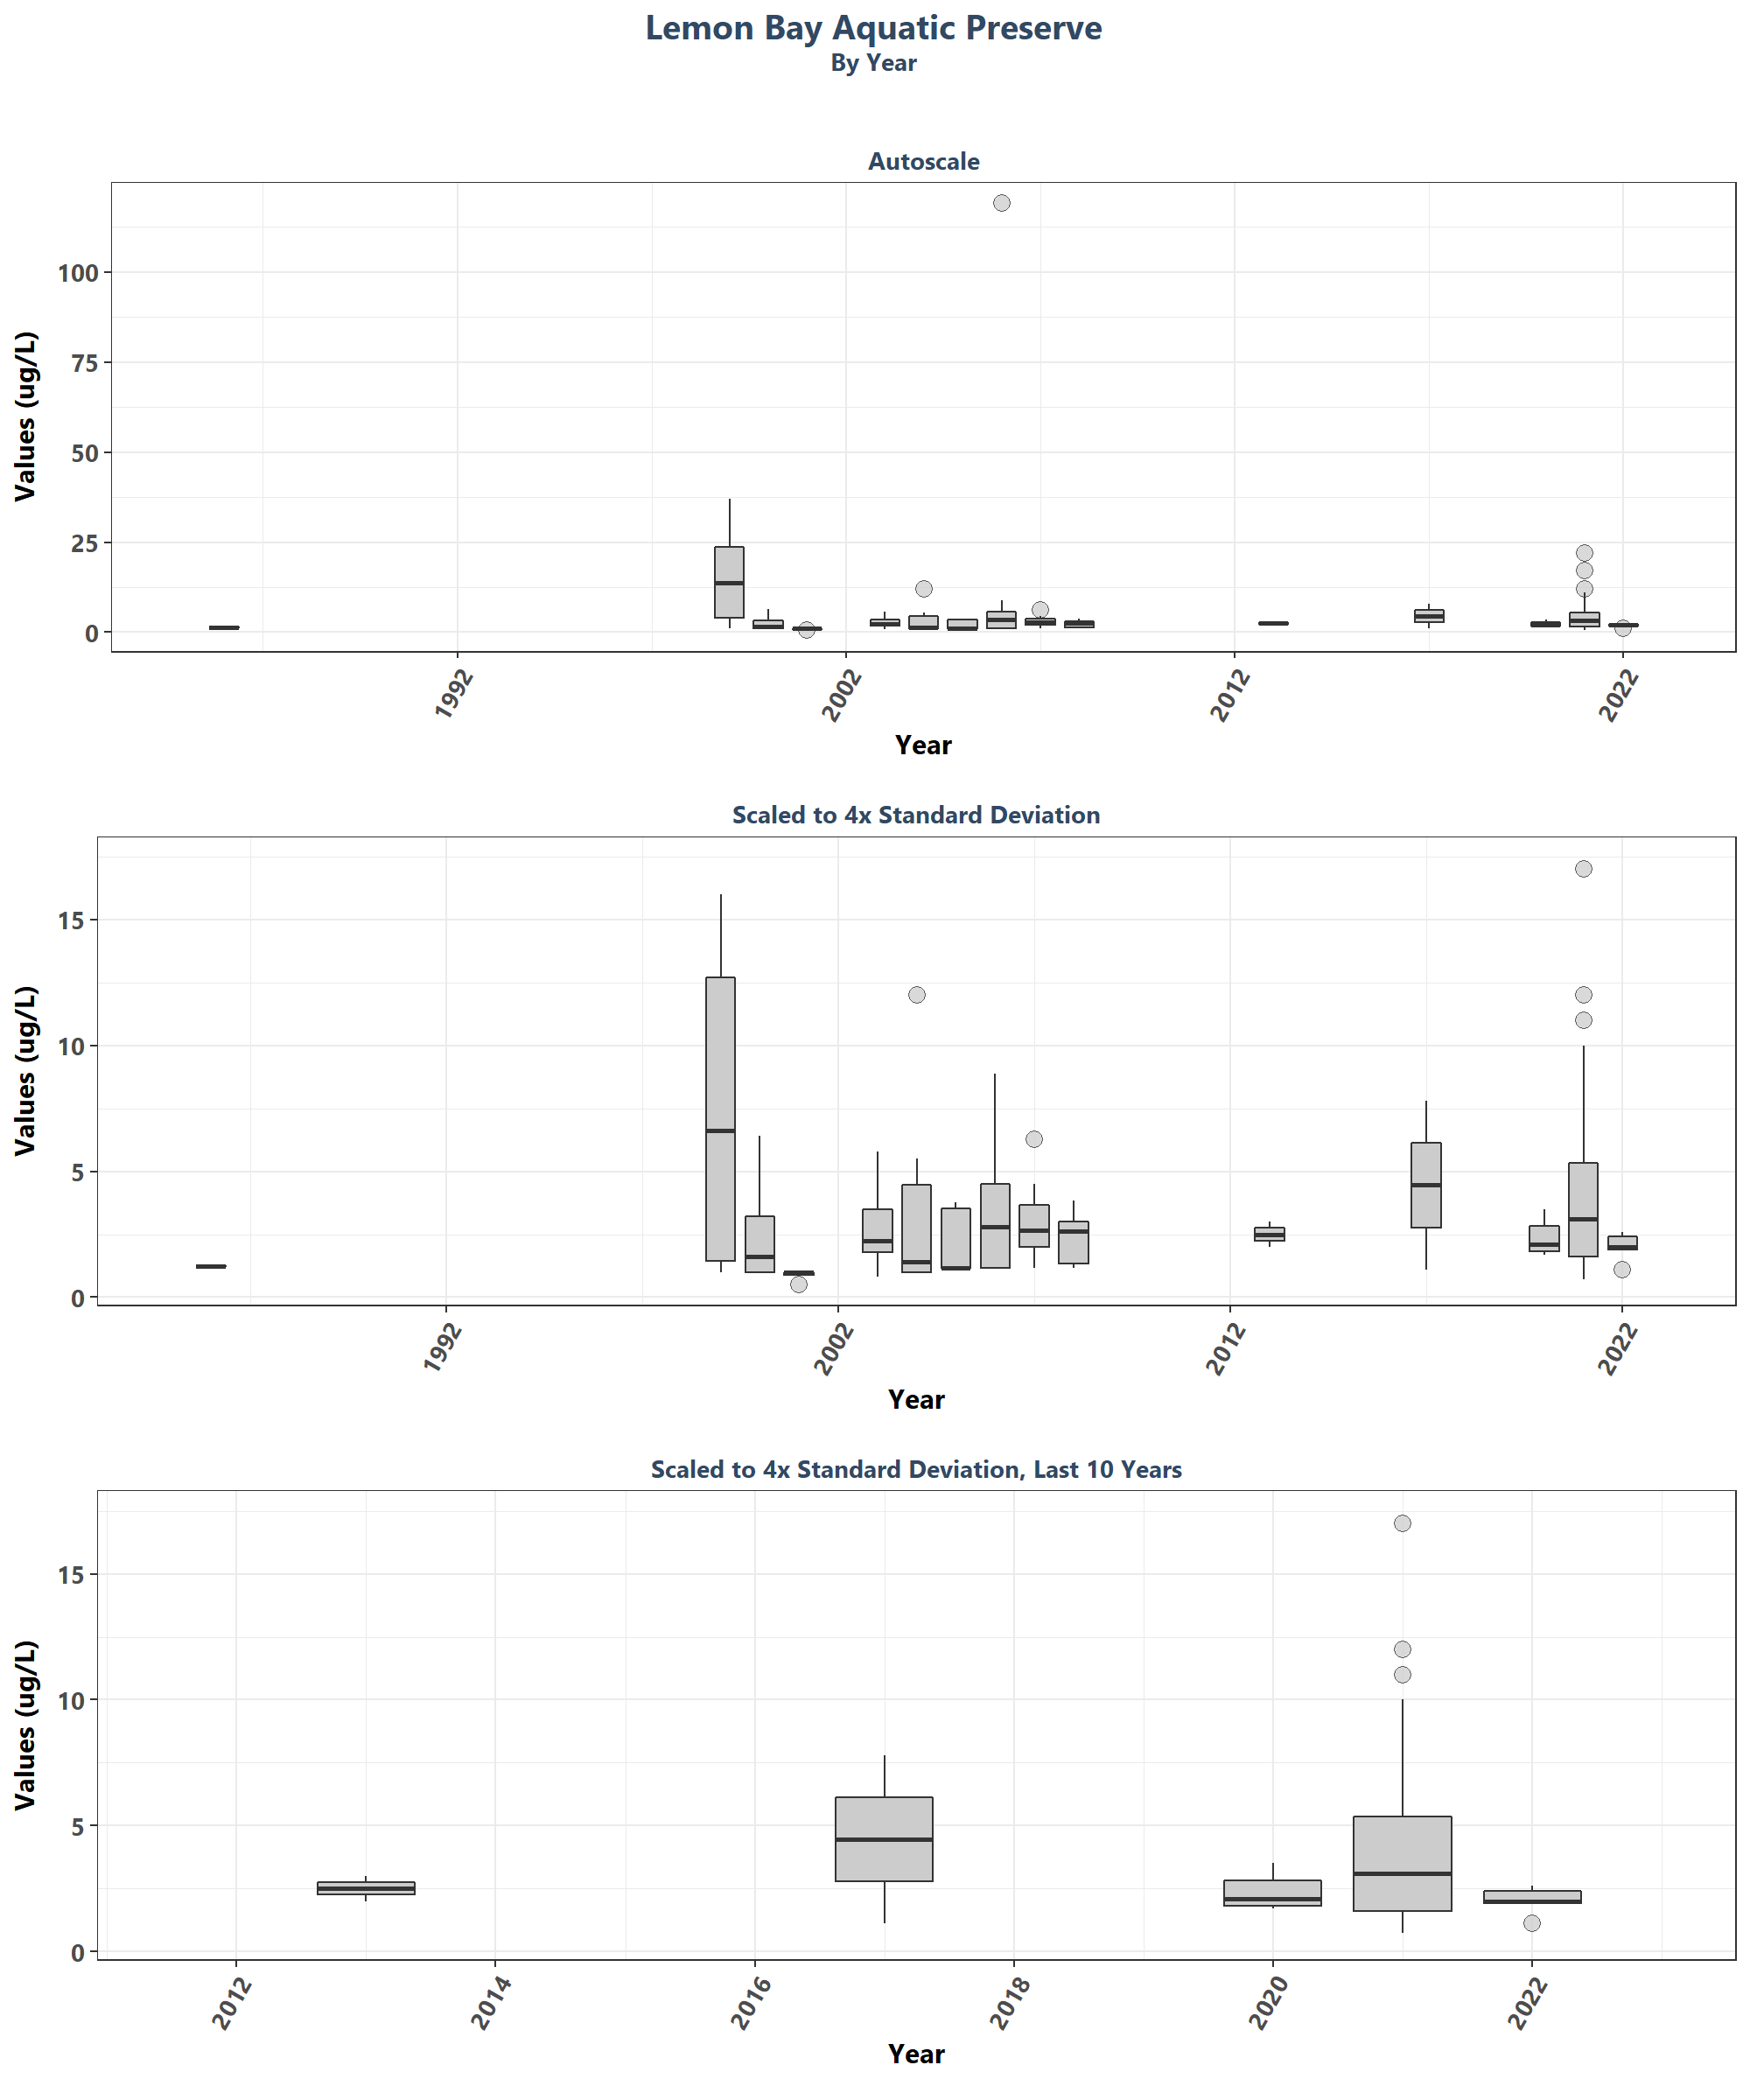 Lemon Bay Aquatic Preserve
By Year
Autoscale
Values (ug/L)
100
75
50
25
0
1992
2002
2012
2022
Year
Scaled to 4x Standard Deviation
Values (ug/L)
15
10
5
0
1992
2002
2012
2022
Year
Scaled to 4x Standard Deviation, Last 10 Years
Values (ug/L)
15
10
5
0
2012
2014
2016
2018
2020
2022
Year